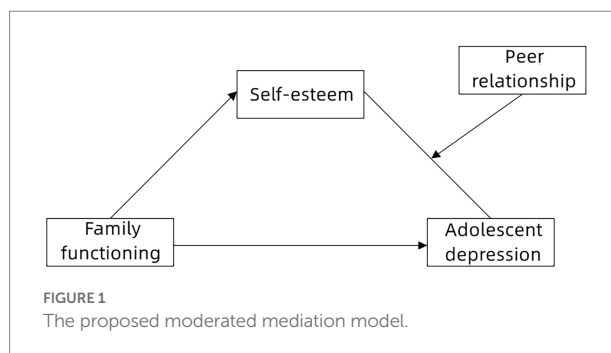 Peer
relationship
Self-esteem
Family
functioning
Adolescent
depression
FIGURE 1
The proposed moderated mediation model.